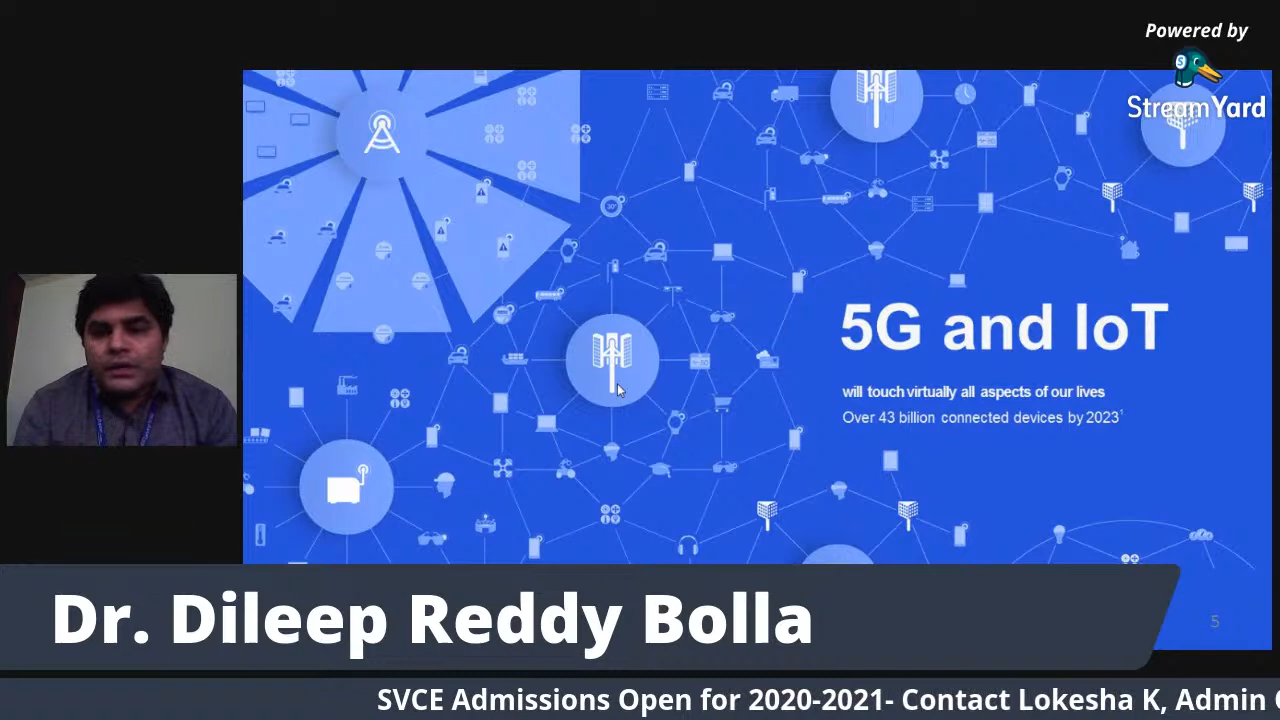 Powered by
StreamYard
5G and IoT
will touch virtually all aspects of our lives
Over 43 billion connected devices by 2023¹
5
Dr. Dileep Reddy Bolla
SVCE Admissions Open for 2020-2021- Contact Lokesha K, Admin